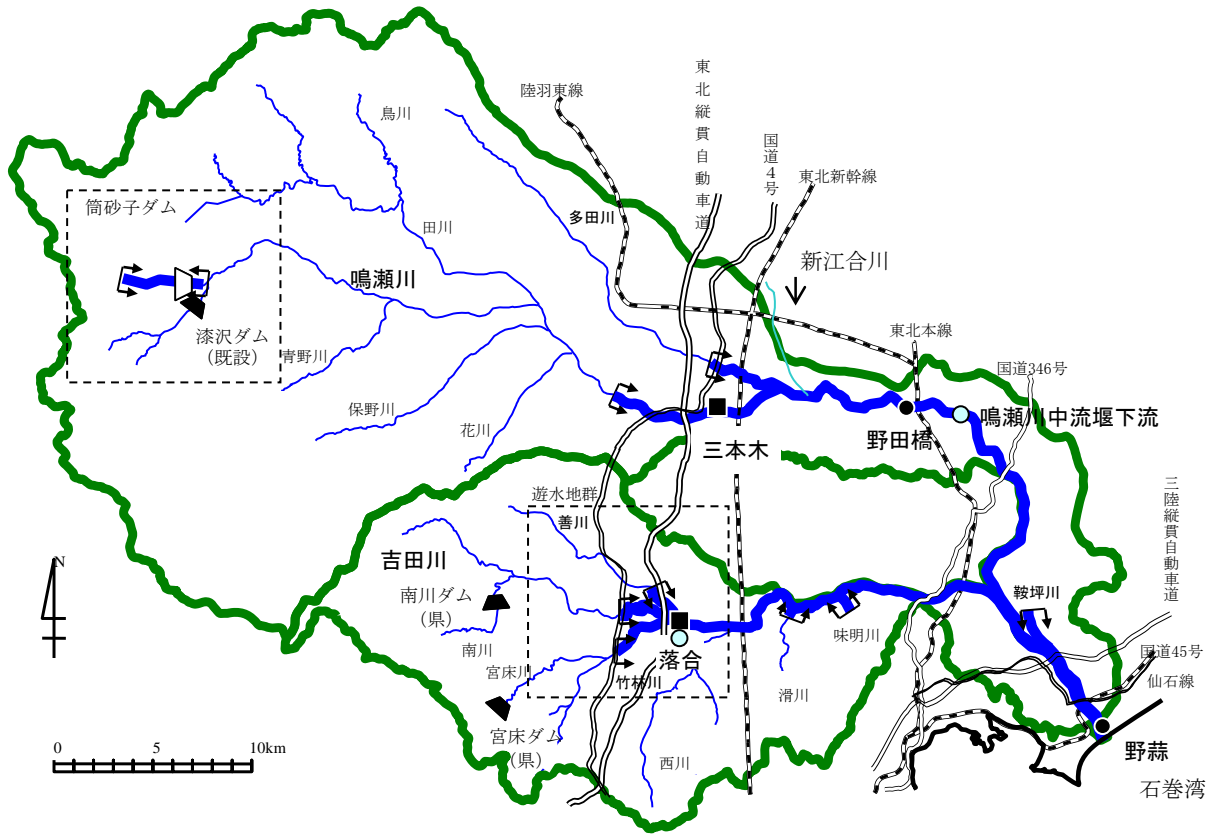 東北縦貫自動車道
陸羽東線
鳥川
国道4号
東北新幹線
筒砂子ダム
多田川
田川
新江合川
鳴瀬川
漆沢ダム
（既設）
青野川
東北本線
国道346号
保野川
花川
三本木
野田橋
鳴瀬川中流堰下流
三陸縦貫自動車道
遊水地群
善川
吉田川
N
南川ダム
（県）
鞍坪川
味明川
南川
宮床川
落合
竹林川
滑川
国道45号
仙石線
宮床ダム
（県）
西川
野蒜
石巻湾
0 5 10km